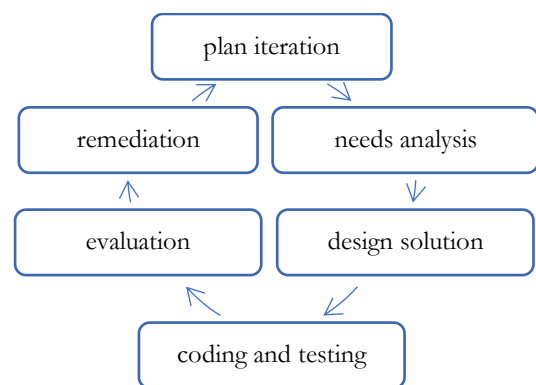 plan iteration
remediation
needs analysis
evaluation
design solution
coding and testing